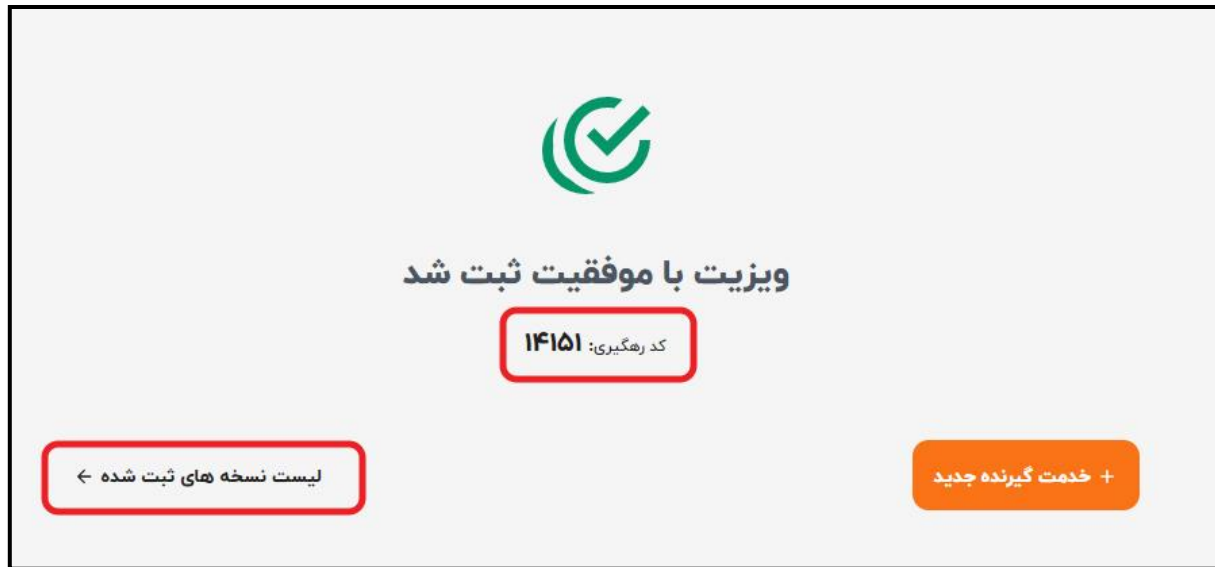 ویزیت با موفقیت ثبت شد
کد رهگیری: ۱۴۱۵۱
+ خدمت گیرنده جدید
لیست نسخه های ثبت شده ←